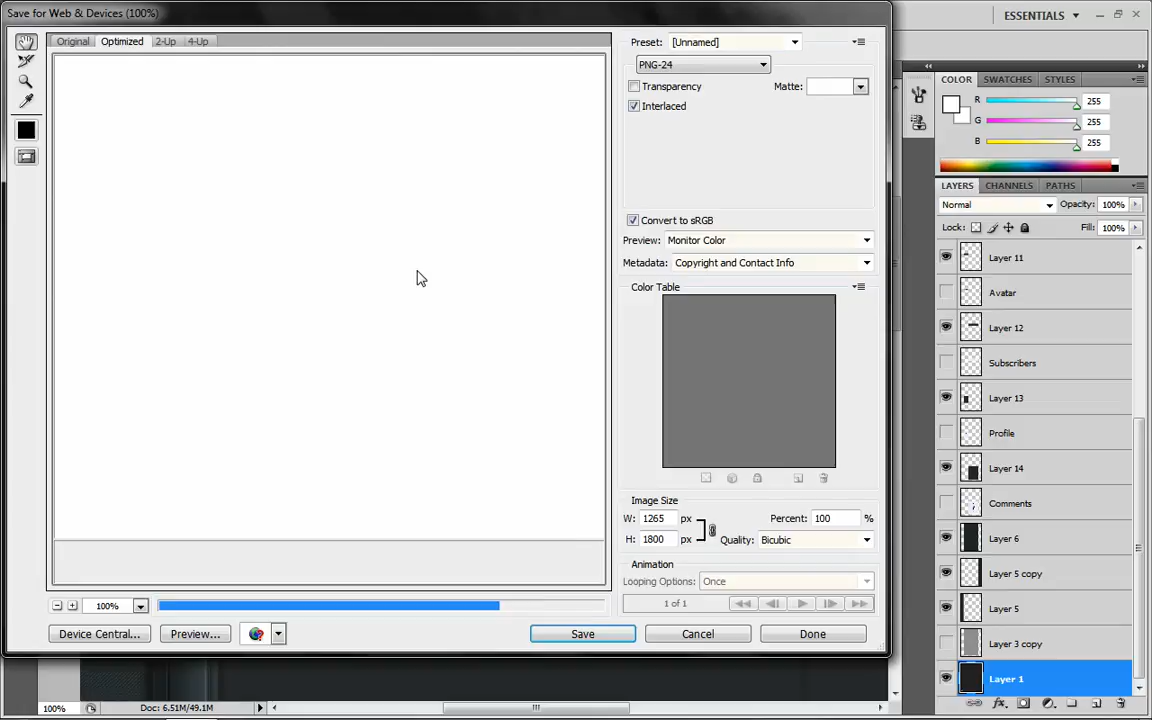 Save for Web & Devices (100%)
ESSENTIALS
Original Optimized 2-Up 4-Up
Preset: [Unnamed]
PNG-24
Transparency Matte:
Interlaced
Convert to sRGB
Preview: Monitor Color
Metadata: Copyright and Contact Info
Color Table
Image Size
W: 1265 px Percent: 100 %
H: 1800 px Quality: Bicubic
Animation
Looping Options: Once
1 of 1
100%
Device Central... Preview... Save Cancel Done
COLOR SWATCHES STYLES
R 255
G 255
B 255
LAYERS CHANNELS PATHS
Normal Opacity: 100%
Lock: Fill: 100%
Layer 11
Avatar
Layer 12
Subscribers
Layer 13
Profile
Layer 14
Comments
Layer 6
Layer 5 copy
Layer 5
Layer 3 copy
Layer 1
100% Doc: 6.51M/49.1M